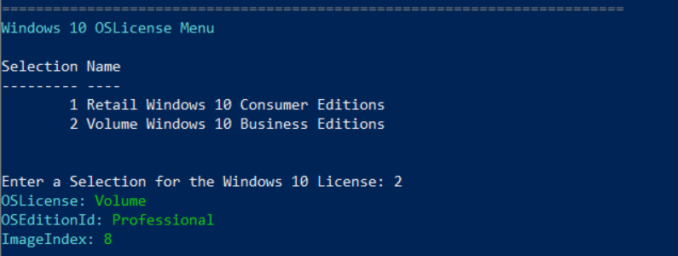 ================================================================================
Windows 10 OSLicense Menu
Selection Name
--------- ----
1 Retail Windows 10 Consumer Editions
2 Volume Windows 10 Business Editions
Enter a Selection for the Windows 10 License: 2
OSLicense: Volume
OSEditionId: Professional
ImageIndex: 8